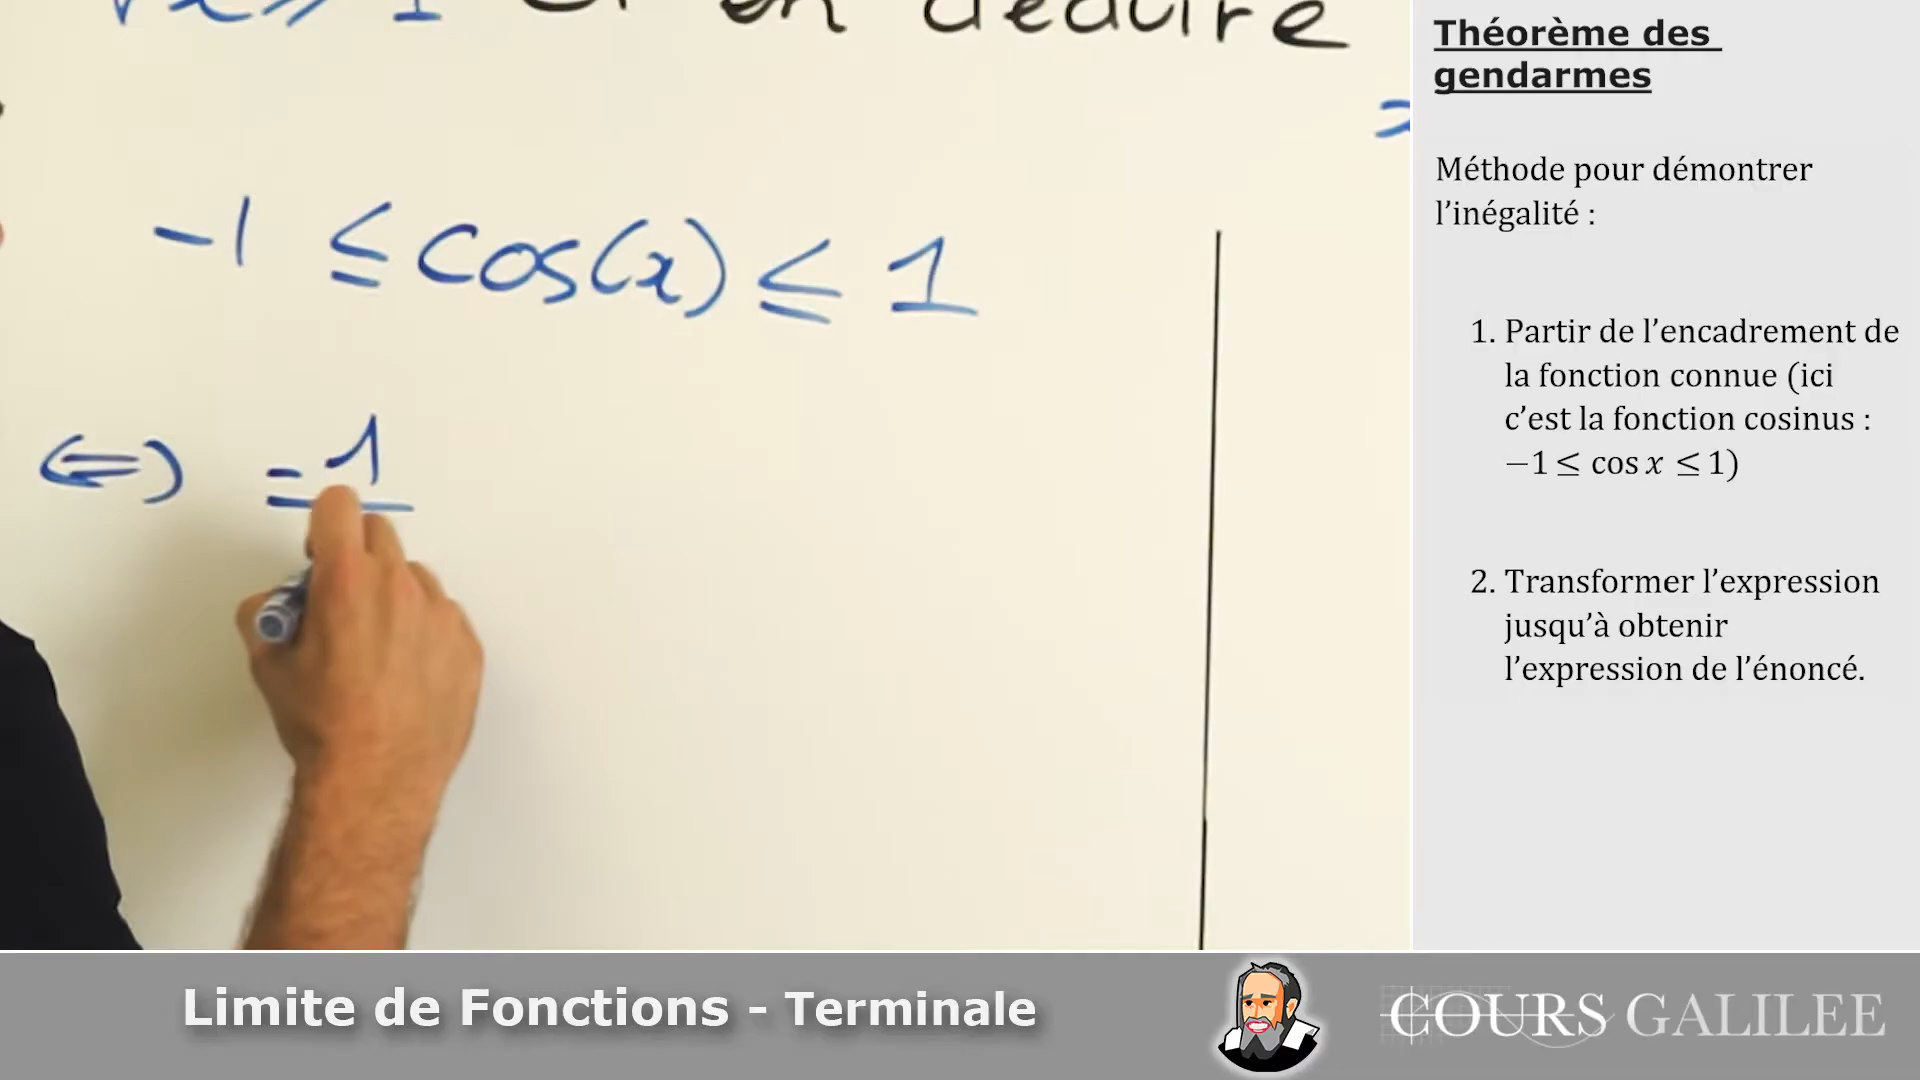 ∀x ⩾ 1 et en déduire
-1 ≤ cos(x) ≤ 1
⇔ -1
Théorème des
gendarmes
Méthode pour démontrer
l’inégalité :
1. Partir de l’encadrement de
la fonction connue (ici
c’est la fonction cosinus :
−1 ≤ cos x ≤ 1)
2. Transformer l’expression
jusqu’à obtenir
l’expression de l’énoncé.
Limite de Fonctions - Terminale
COURS GALILEE